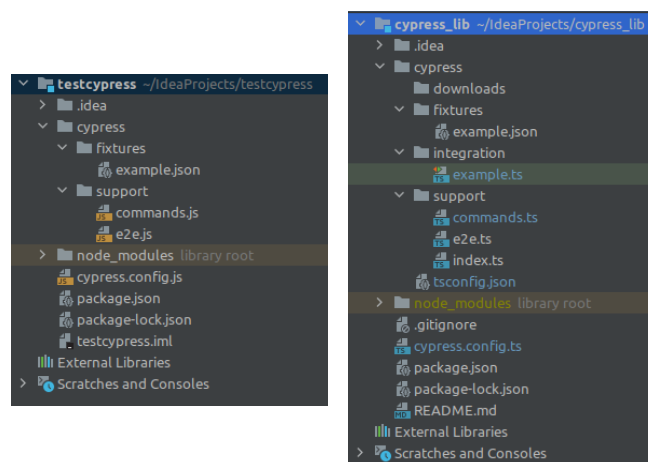 testcypress ~/IdeaProjects/testcypress
.idea
cypress
fixtures
example.json
support
commands.js
e2e.js
node_modules library root
cypress.config.js
package.json
package-lock.json
testcypress.iml
External Libraries
Scratches and Consoles
cypress_lib ~/IdeaProjects/cypress_lib
.idea
cypress
downloads
fixtures
example.json
integration
example.ts
support
commands.ts
e2e.ts
index.ts
tsconfig.json
node_modules library root
.gitignore
cypress.config.ts
package.json
package-lock.json
README.md
External Libraries
Scratches and Consoles